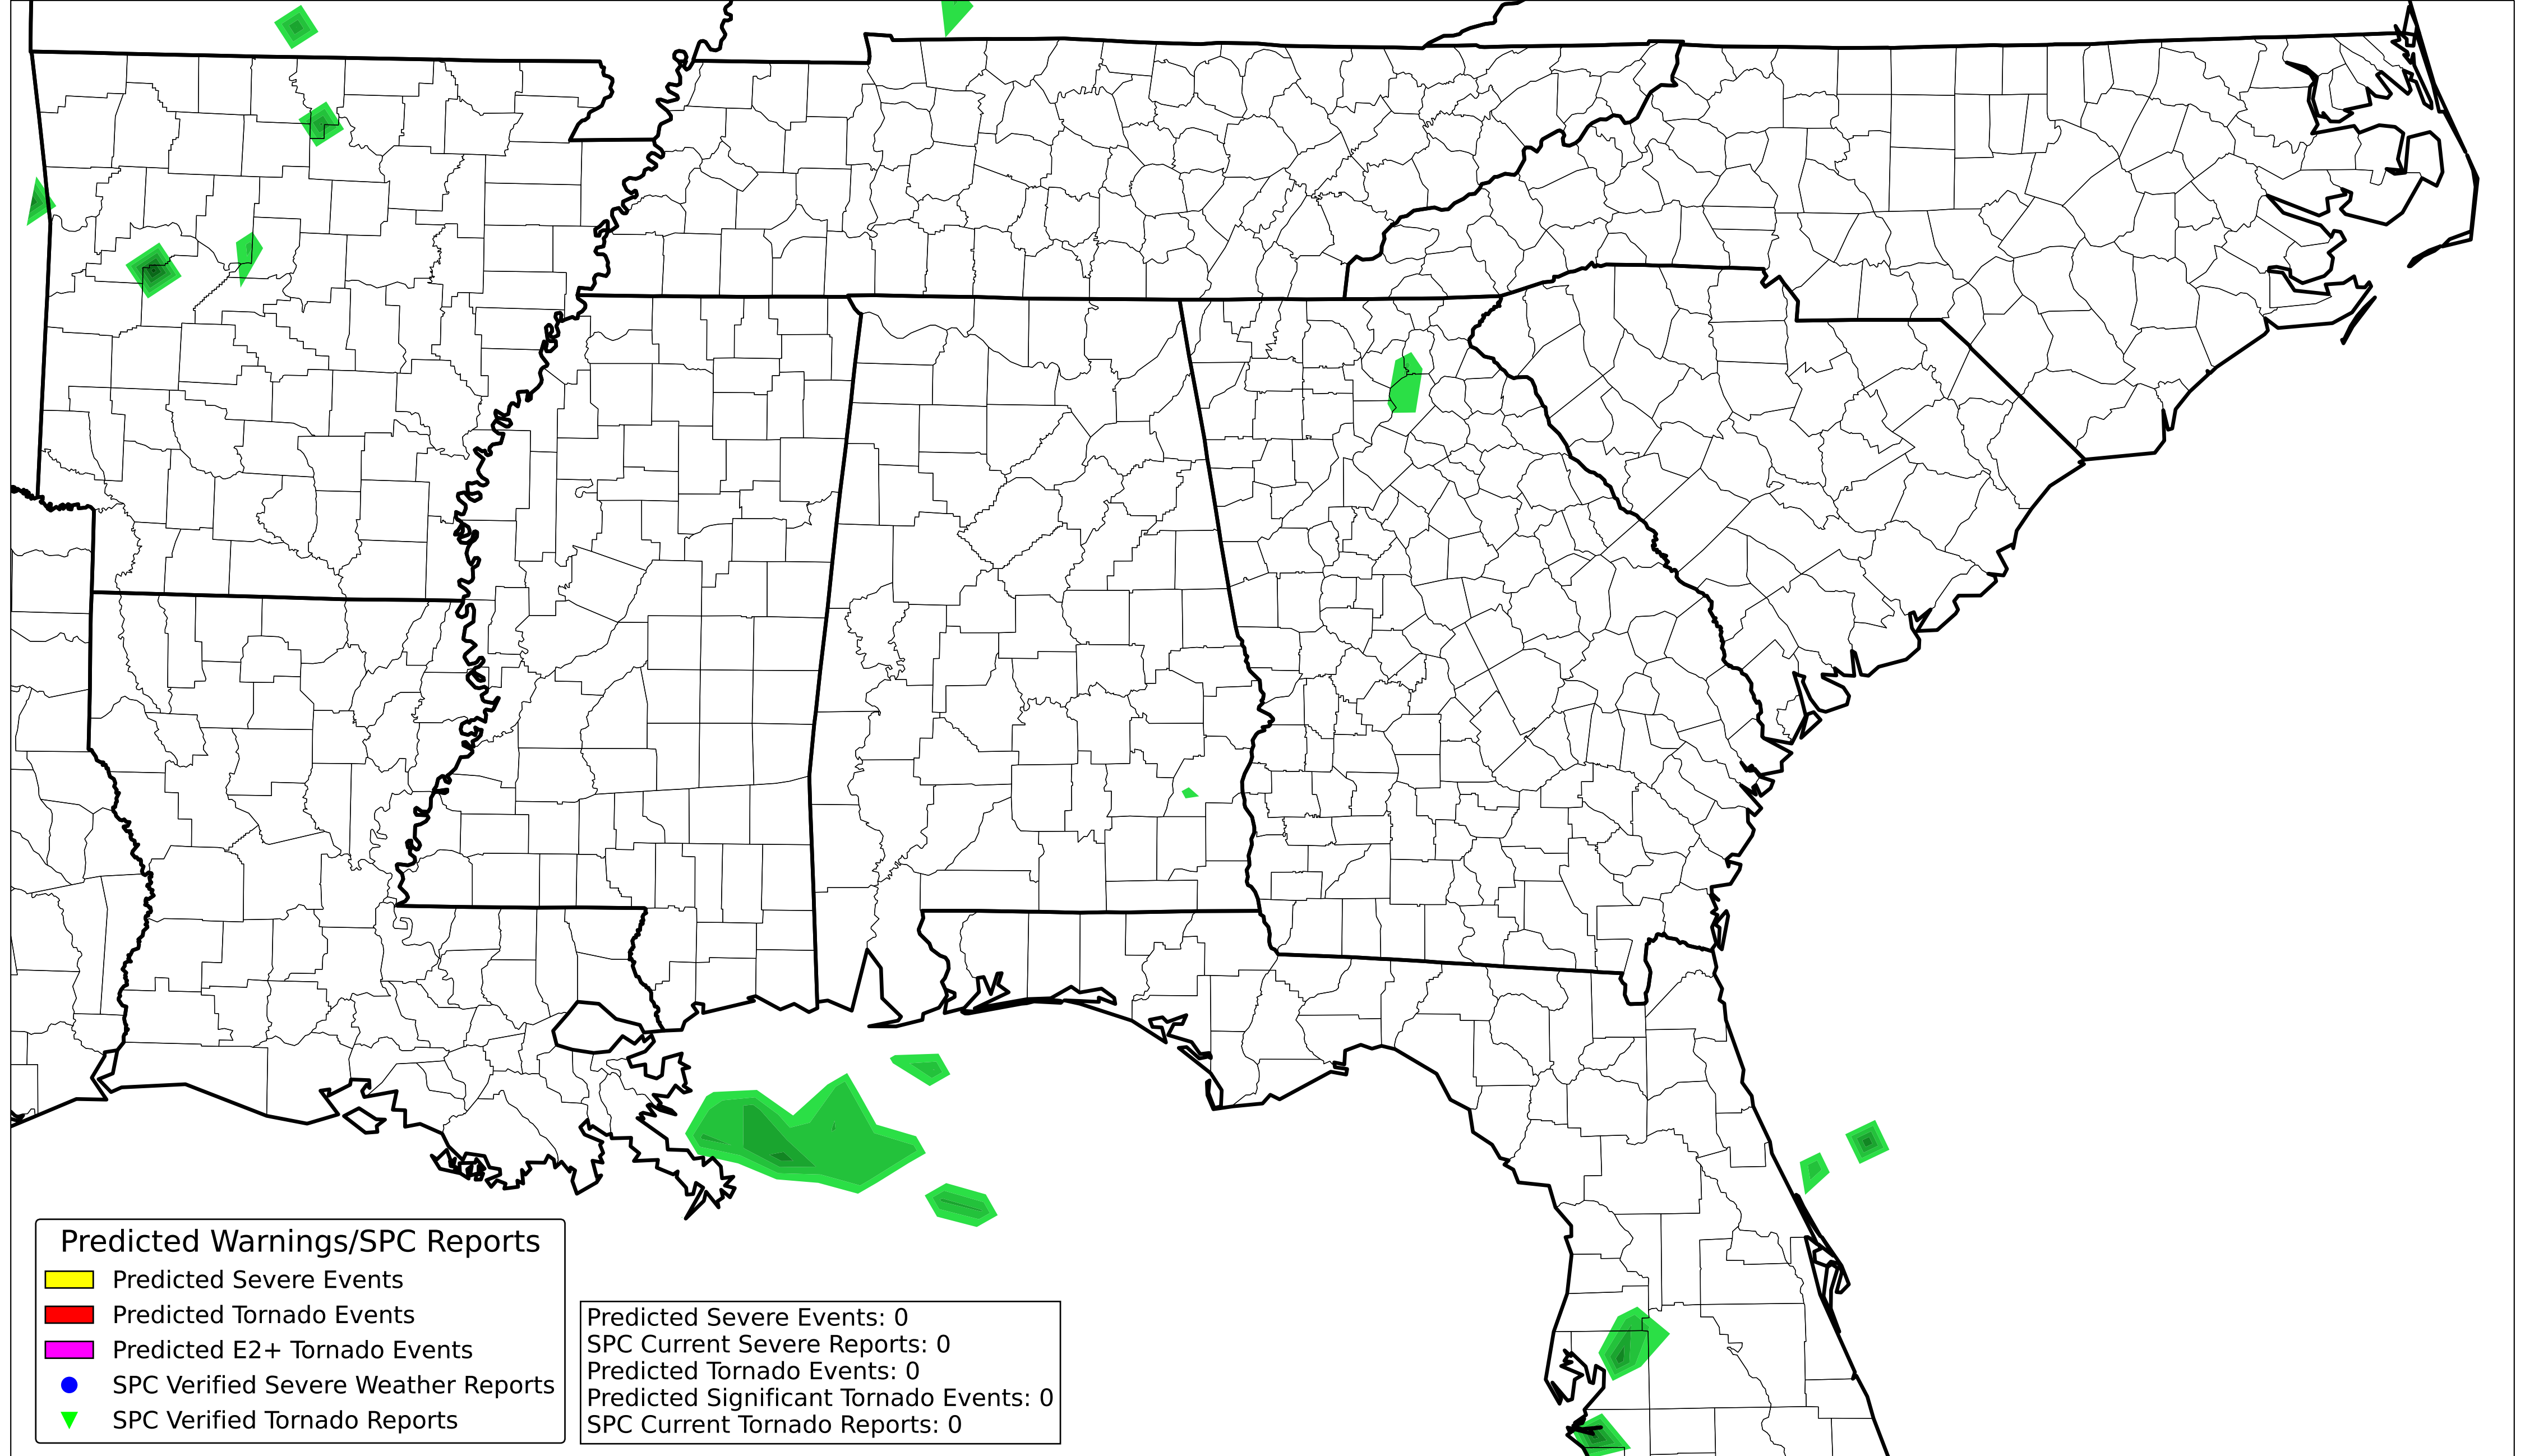 Predicted Warnings/SPC Reports
Predicted Severe Events
Predicted Tornado Events
Predicted E2+ Tornado Events
SPC Verified Severe Weather Reports
SPC Verified Tornado Reports
Predicted Severe Events: 0
SPC Current Severe Reports: 0
Predicted Tornado Events: 0
Predicted Significant Tornado Events: 0
SPC Current Tornado Reports: 0